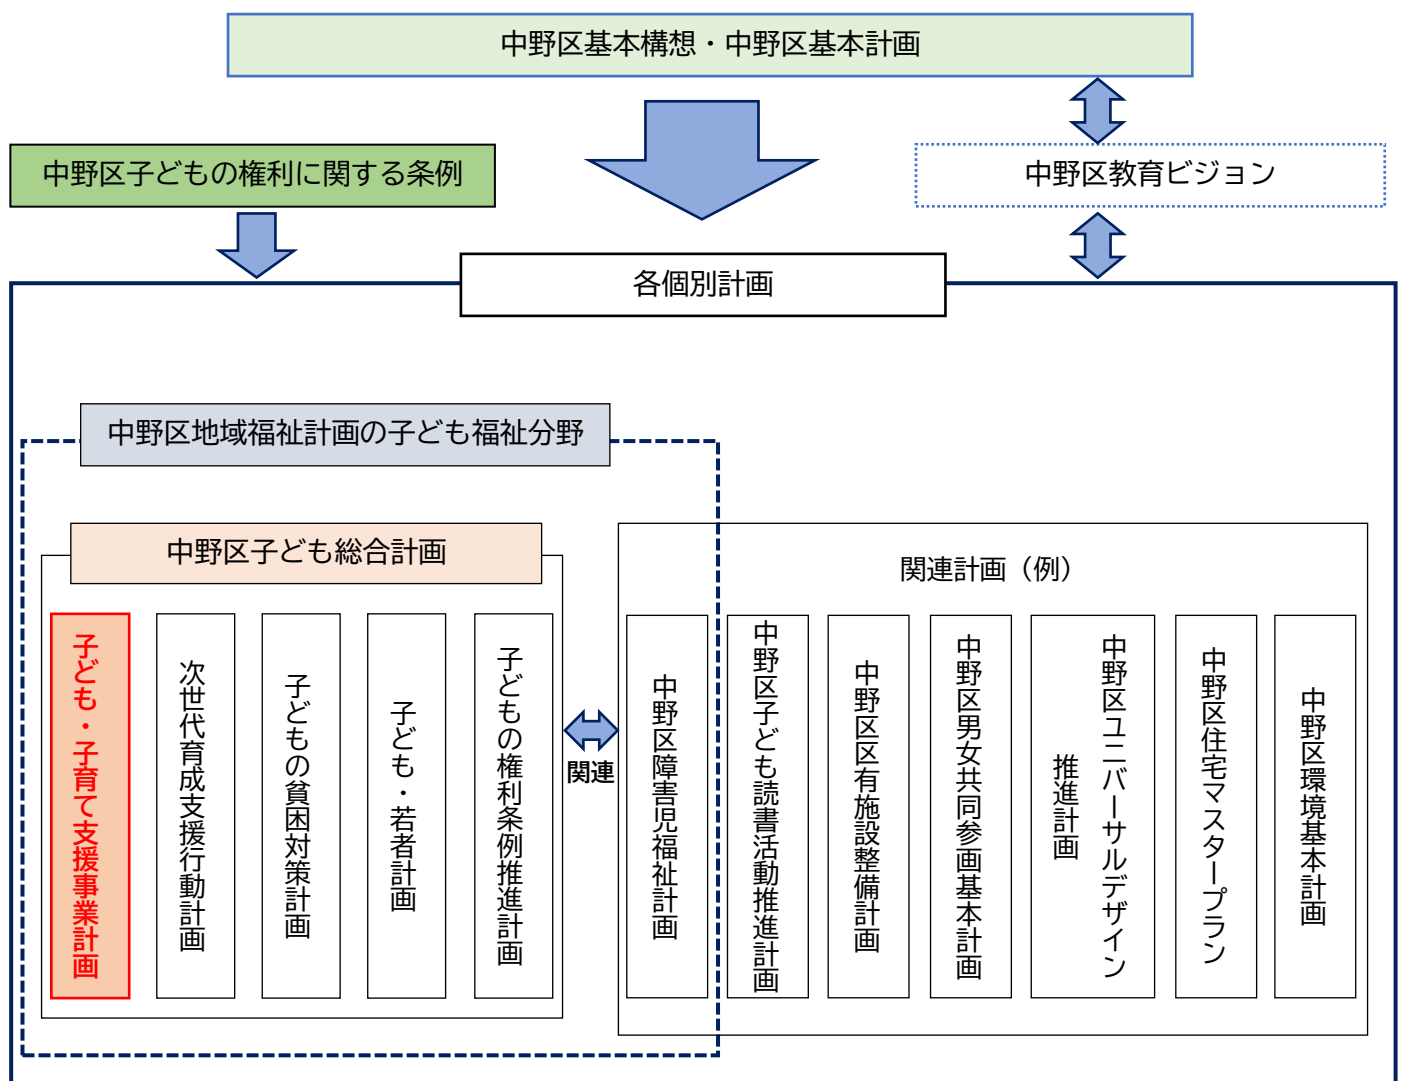 中野区基本構想・中野区基本計画
中野区子どもの権利に関する条例
中野区教育ビジョン
各個別計画
中野区地域福祉計画の子ども福祉分野
中野区子ども総合計画
関連計画（例）
子ども・子育て支援事業計画
次世代育成支援行動計画
子どもの貧困対策計画
子ども・若者計画
子どもの権利条例推進計画
関連
中野区障害児福祉計画
中野区子ども読書活動推進計画
中野区区有施設整備計画
中野区男女共同参画基本計画
中野区ユニバーサルデザイン
推進計画
中野区住宅マスタープラン
中野区環境基本計画